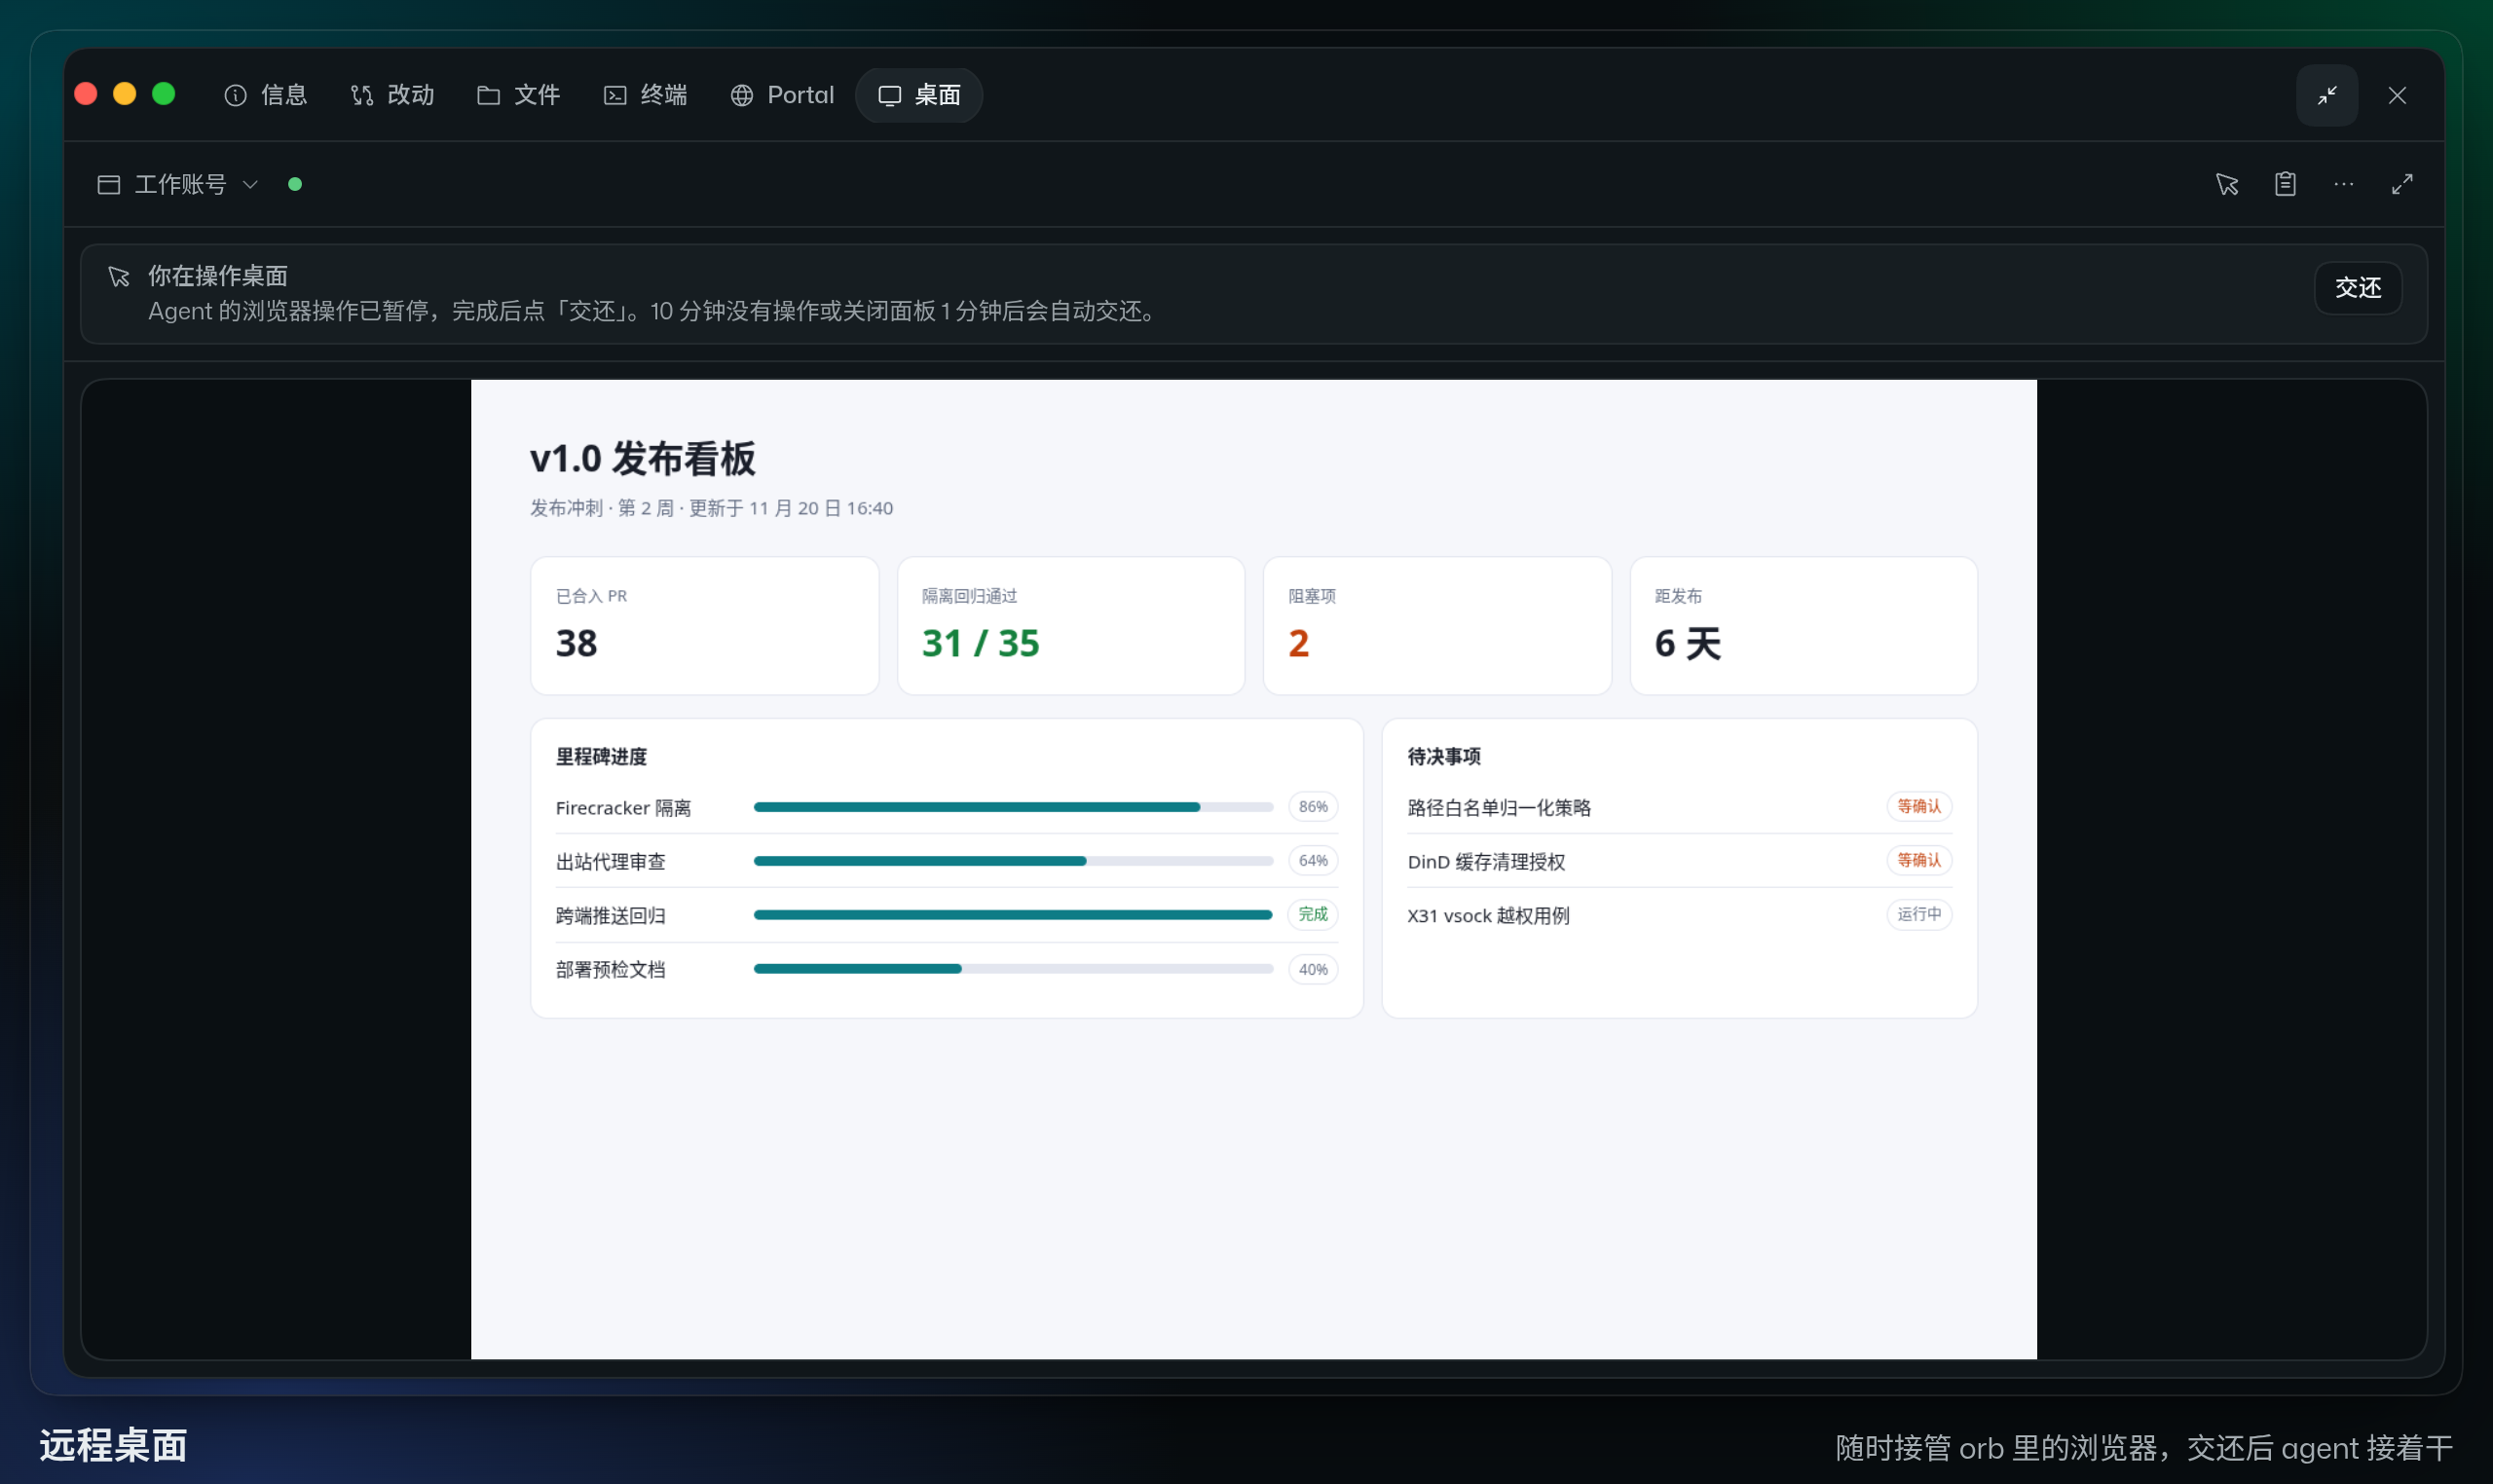 信息 改动 文件 终端 Portal 桌面
工作账号
你在操作桌面
Agent 的浏览器操作已暂停，完成后点「交还」。10 分钟没有操作或关闭面板 1 分钟后会自动交还。
交还
v1.0 发布看板
发布冲刺 · 第 2 周 · 更新于 11 月 20 日 16:40
已合入 PR
38
隔离回归通过
31 / 35
阻塞项
2
距发布
6 天
里程碑进度
Firecracker 隔离 86%
出站代理审查 64%
跨端推送回归 完成
部署预检文档 40%
待决事项
路径白名单归一化策略 等确认
DinD 缓存清理授权 等确认
X31 vsock 越权用例 运行中
远程桌面
随时接管 orb 里的浏览器，交还后 agent 接着干